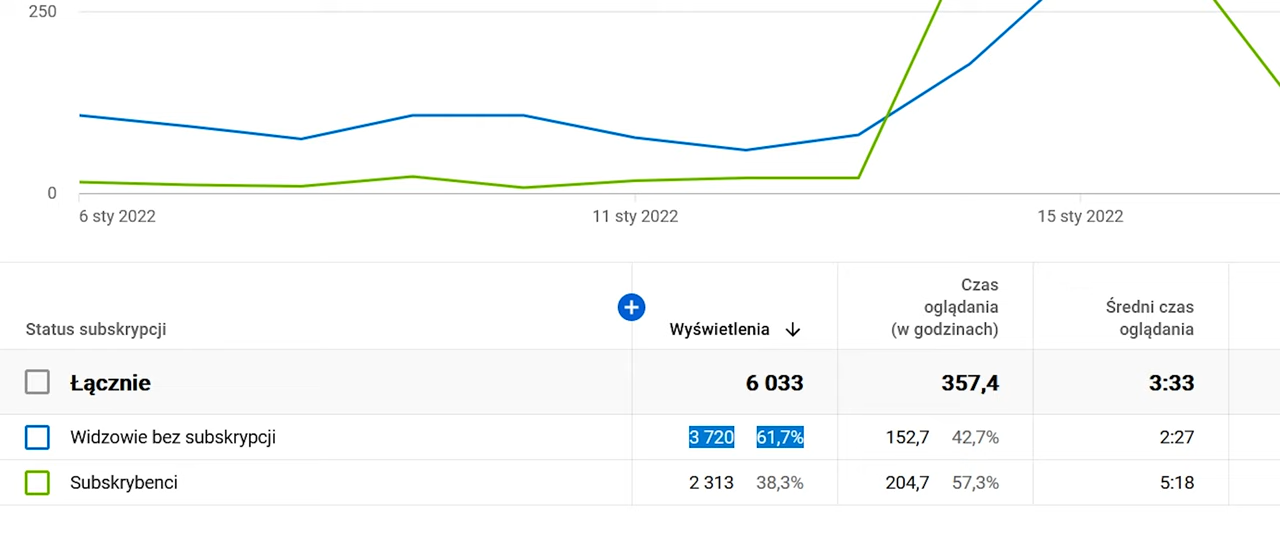 250
0
6 sty 2022 11 sty 2022 15 sty 2022
Status subskrypcji Wyświetlenia Czas oglądania (w godzinach) Średni czas oglądania
Łącznie 6 033 357,4 3:33
Widzowie bez subskrypcji 3 720 61,7% 152,7 42,7% 2:27
Subskrybenci 2 313 38,3% 204,7 57,3% 5:18